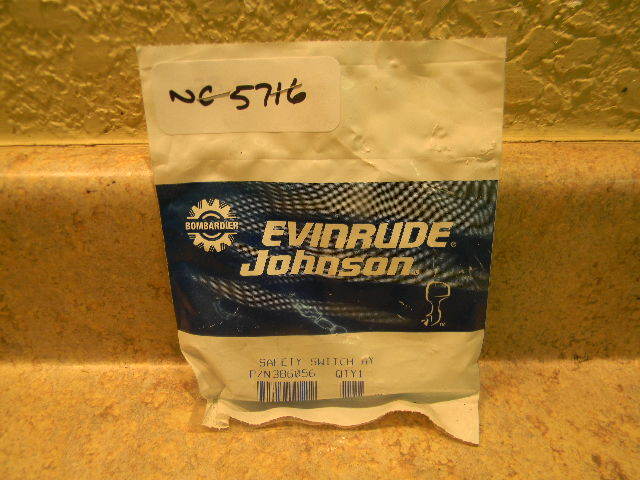 NC-5716
BOMBARDIER
EVINRUDE®
Johnson
SAFETY SWITCH AY
P/N386056 QTY1